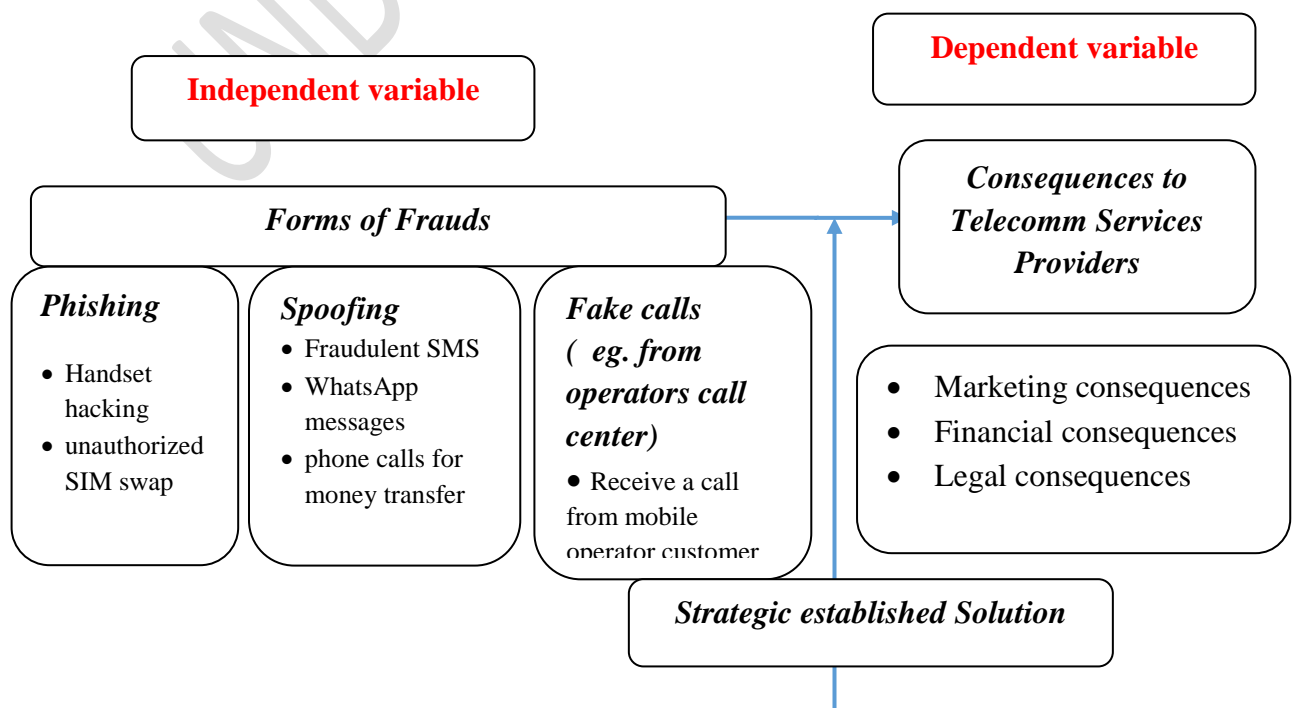 Dependent variable
Independent variable
Forms of Frauds
Consequences to
Telecomm Services
Providers
Phishing
• Handset
hacking
• unauthorized
SIM swap
Spoofing
• Fraudulent SMS
• WhatsApp
messages
• phone calls for
money transfer
Fake calls
( eg. from
operators call
center)
• Receive a call
from mobile
operator customer
• Marketing consequences
• Financial consequences
• Legal consequences
Strategic established Solution